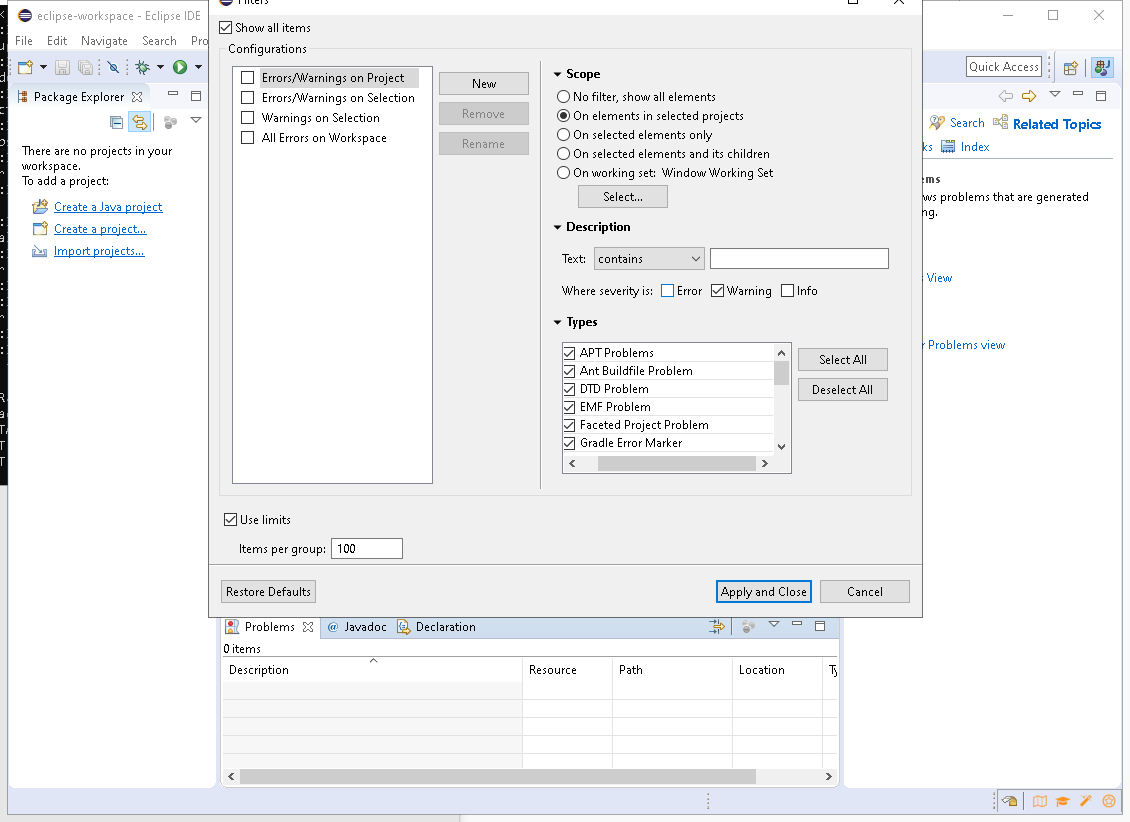 eclipse-workspace - Eclipse IDE
Filters
File Edit Navigate Search Pro
Show all items
Configurations
Quick Access
Package Explorer
There are no projects in your
workspace.
To add a project:
Create a Java project
Create a project...
Import projects...
Errors/Warnings on Project
Errors/Warnings on Selection
Warnings on Selection
All Errors on Workspace
New
Remove
Rename
Scope
No filter, show all elements
On elements in selected projects
On selected elements only
On selected elements and its children
On working set: Window Working Set
Select...
Description
Text: contains
Where severity is: Error Warning Info
Types
APT Problems
Ant Buildfile Problem
DTD Problem
EMF Problem
Faceted Project Problem
Gradle Error Marker
Select All
Deselect All
Use limits
Items per group: 100
Restore Defaults
Apply and Close
Cancel
Search Related Topics
ks Index
ms
ws problems that are generated
ng.
s View
r Problems view
Problems @ Javadoc Declaration
0 items
Description Resource Path Location Ty